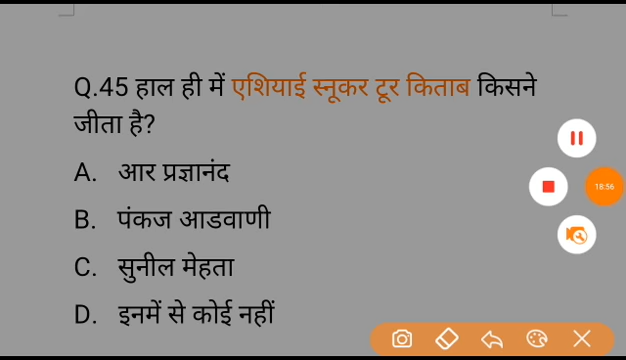 Q.45 हाल ही में एशियाई स्नूकर टूर किताब किसने
जीता है?
A. आर प्रज्ञानंद
B. पंकज आडवाणी
C. सुनील मेहता
D. इनमें से कोई नहीं
18:56